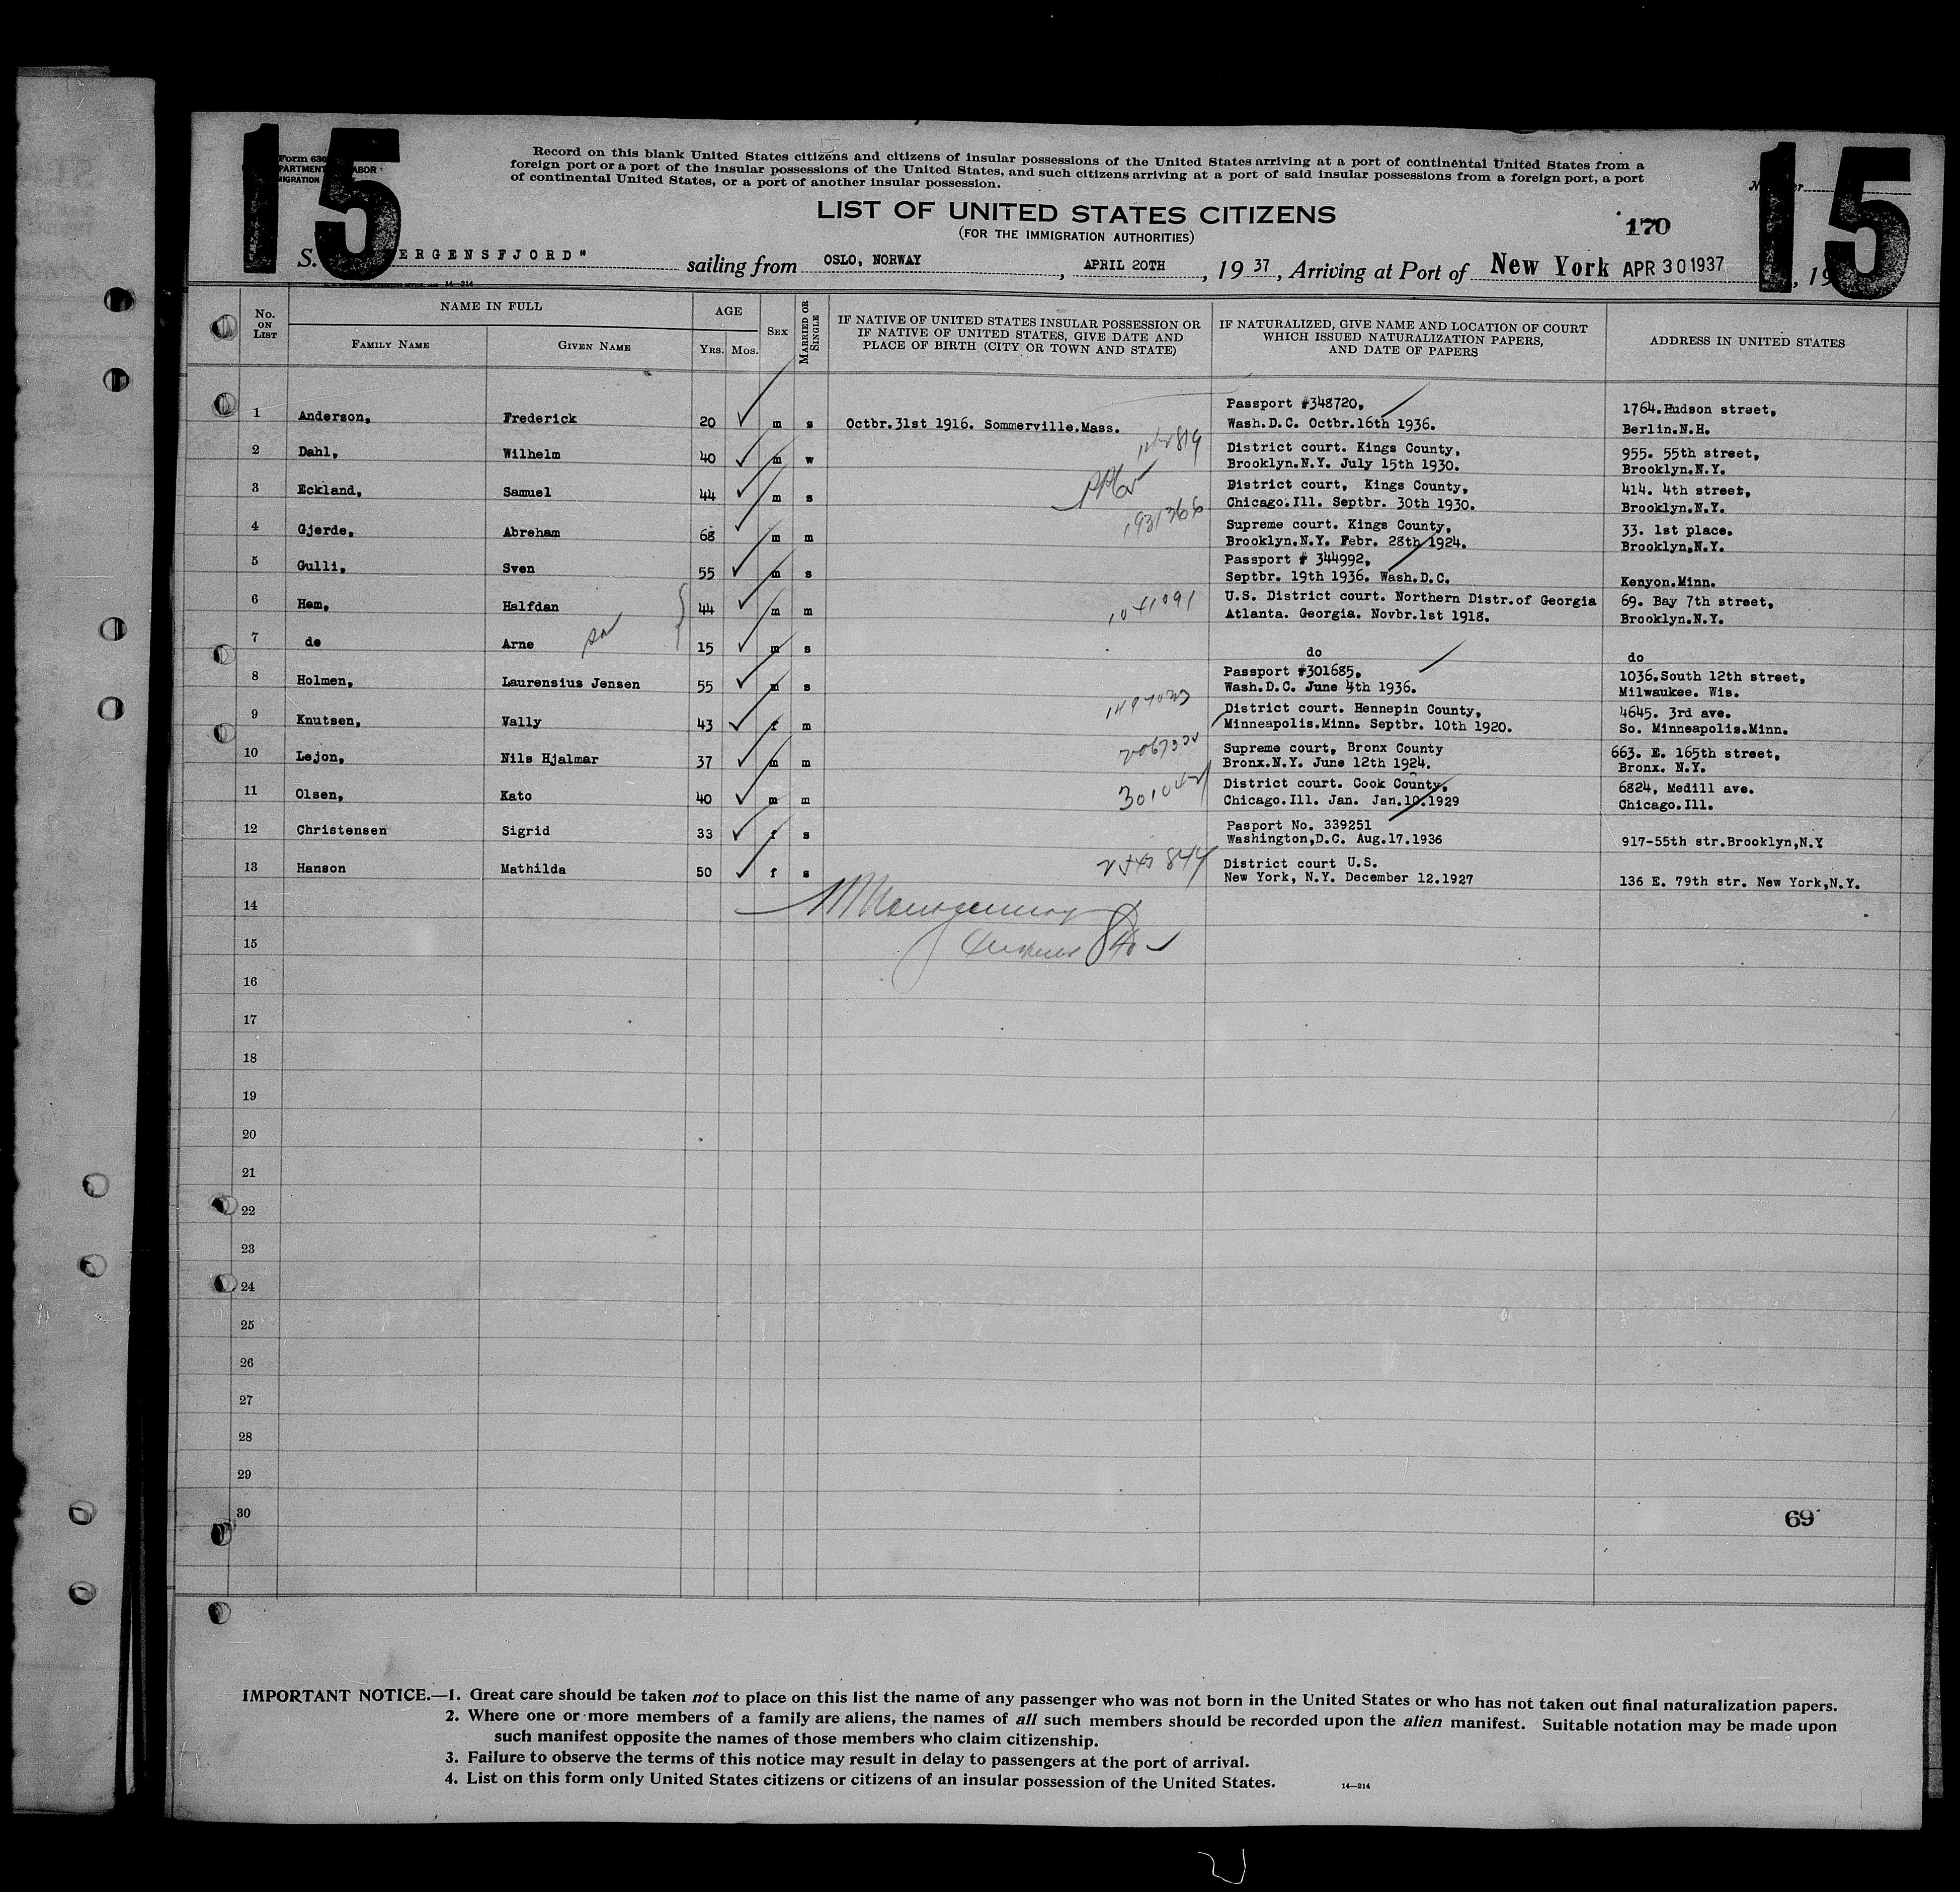 15
15
Form 630
Record on this blank United States citizens and citizens of insular possessions of the United States arriving at a port of continental United States from a
foreign port or a port of the insular possessions of the United States, and such citizens arriving at a port of said insular possessions from a foreign port, a port
of continental United States, or a port of another insular possession.
LIST OF UNITED STATES CITIZENS
(FOR THE IMMIGRATION AUTHORITIES)
170
S. ERGENSFJORD" sailing from OSLO, NORWAY, APRIL 20TH, 1937, Arriving at Port of New York APR 30 1937, 19
14—214
No. ON LIST
NAME IN FULL
FAMILY NAME
GIVEN NAME
AGE
YRS. MOS.
SEX
MARRIED OR SINGLE
IF NATIVE OF UNITED STATES INSULAR POSSESSION OR
IF NATIVE OF UNITED STATES, GIVE DATE AND
PLACE OF BIRTH (CITY OR TOWN AND STATE)
IF NATURALIZED, GIVE NAME AND LOCATION OF COURT
WHICH ISSUED NATURALIZATION PAPERS,
AND DATE OF PAPERS
ADDRESS IN UNITED STATES
Passport #348720, 1764.Hudson street,
1 Anderson, Frederick 20 m s Octbr.31st 1916. Sommerville.Mass. Wash.D.C. Octbr.16th 1936. Berlin.N.H.
District court. Kings County, 955. 55th street,
2 Dahl, Wilhelm 40 m w Brooklyn.N.Y. July 15th 1930. Brooklyn.N.Y.
District court, Kings County, 414. 4th street,
3 Eckland, Samuel 44 m s Chicago.Ill. Septbr. 30th 1930. Brooklyn.N.Y.
1931366 Supreme court. Kings County, 33. 1st place.
4 Gjerde, Abreham 68 m m Brooklyn.N.Y. Febr. 28th 1924. Brooklyn,N.Y.
Passport # 344992,
5 Gulli, Sven 55 m s Septbr. 19th 1936. Wash.D.C. Kenyon.Minn.
U.S. District court. Northern Distr.of Georgia 69. Bay 7th street,
6 Hem, Halfdan 44 m m 1041091 Atlanta. Georgia. Novbr.1st 1918. Brooklyn.N.Y.
7 do Arne 15 m s do do
Passport #301685, 1036.South 12th street,
8 Holmen, Laurensius Jensen 55 m s Wash.D.C. June 4th 1936. Milwaukee. Wis.
District court. Hennepin County, 4645. 3rd ave.
9 Knutsen, Vally 43 f m Minneapolis.Minn. Septbr. 10th 1920. So. Minneapolis.Minn.
Supreme court, Bronx County 663. E. 165th street,
10 Lejon, Nils Hjalmar 37 m m Bronx.N.Y. June 12th 1924. Bronx. N.Y.
District court. Cook County, 6824, Medill ave.
11 Olsen, Kato 40 m m Chicago.Ill. Jan. Jan.10.1929 Chicago.Ill.
Pasport No. 339251
12 Christensen Sigrid 33 f s Washington,D.C. Aug.17.1936 917-55th str.Brooklyn,N.Y
District court U.S.
13 Hanson Mathilda 50 f s New York, N.Y. December 12.1927 136 E. 79th str. New York,N.Y.
14
15
16
17
18
19
20
21
22
23
24
25
26
27
28
29
30
69
IMPORTANT NOTICE.—1. Great care should be taken not to place on this list the name of any passenger who was not born in the United States or who has not taken out final naturalization papers.
2. Where one or more members of a family are aliens, the names of all such members should be recorded upon the alien manifest. Suitable notation may be made upon
such manifest opposite the names of those members who claim citizenship.
3. Failure to observe the terms of this notice may result in delay to passengers at the port of arrival.
4. List on this form only United States citizens or citizens of an insular possession of the United States. 14—214